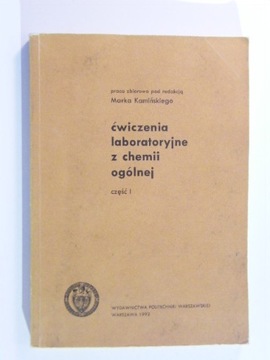 praca zbiorowa pod redakcją
Marka Kamińskiego
ćwiczenia
laboratoryjne
z chemii
ogólnej
część I
WYDAWNICTWA POLITECHNIKI WARSZAWSKIEJ
WARSZAWA